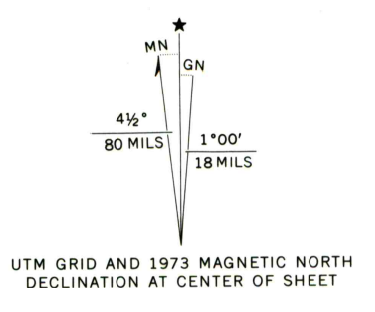 MN
GN
4½°
80 MILS
1°00'
18 MILS
UTM GRID AND 1973 MAGNETIC NORTH
DECLINATION AT CENTER OF SHEET